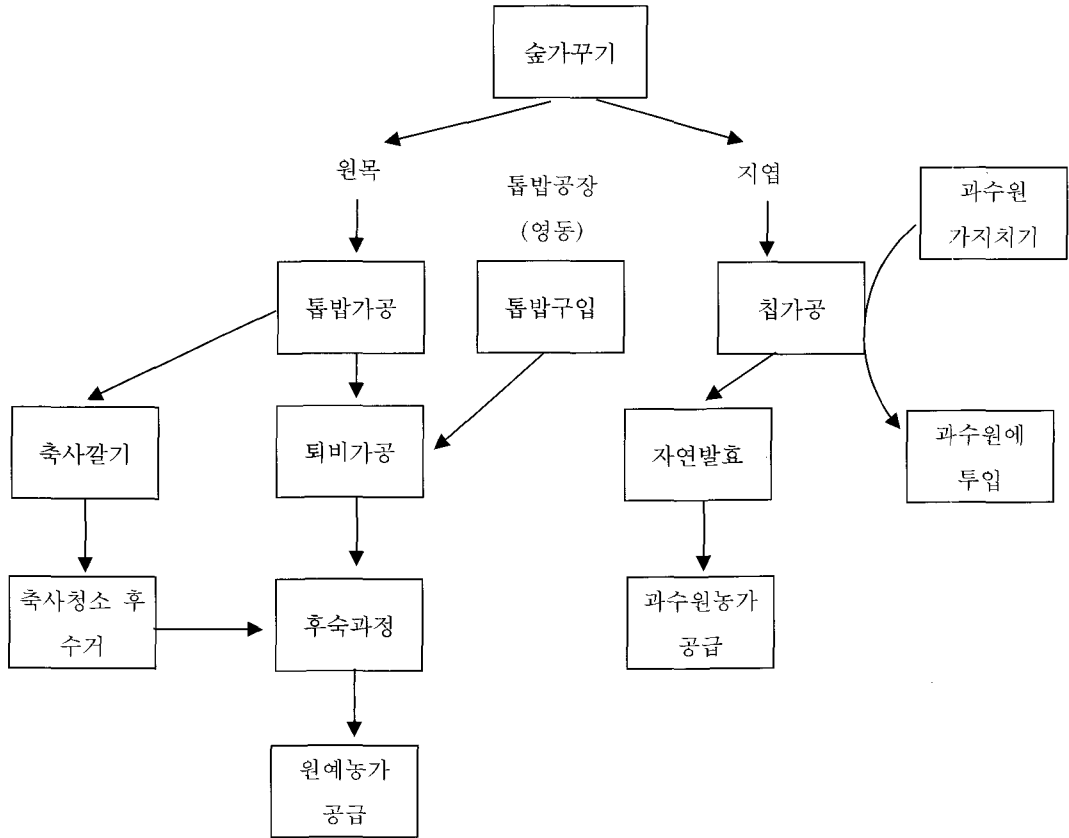 숲가꾸기
원목
톱밥공장
(영동)
지엽
과수원
가지치기
톱밥가공
톱밥구입
칩가공
축사깔기
퇴비가공
자연발효
과수원에
투입
축사청소 후
수거
후숙과정
과수원농가
공급
원예농가
공급